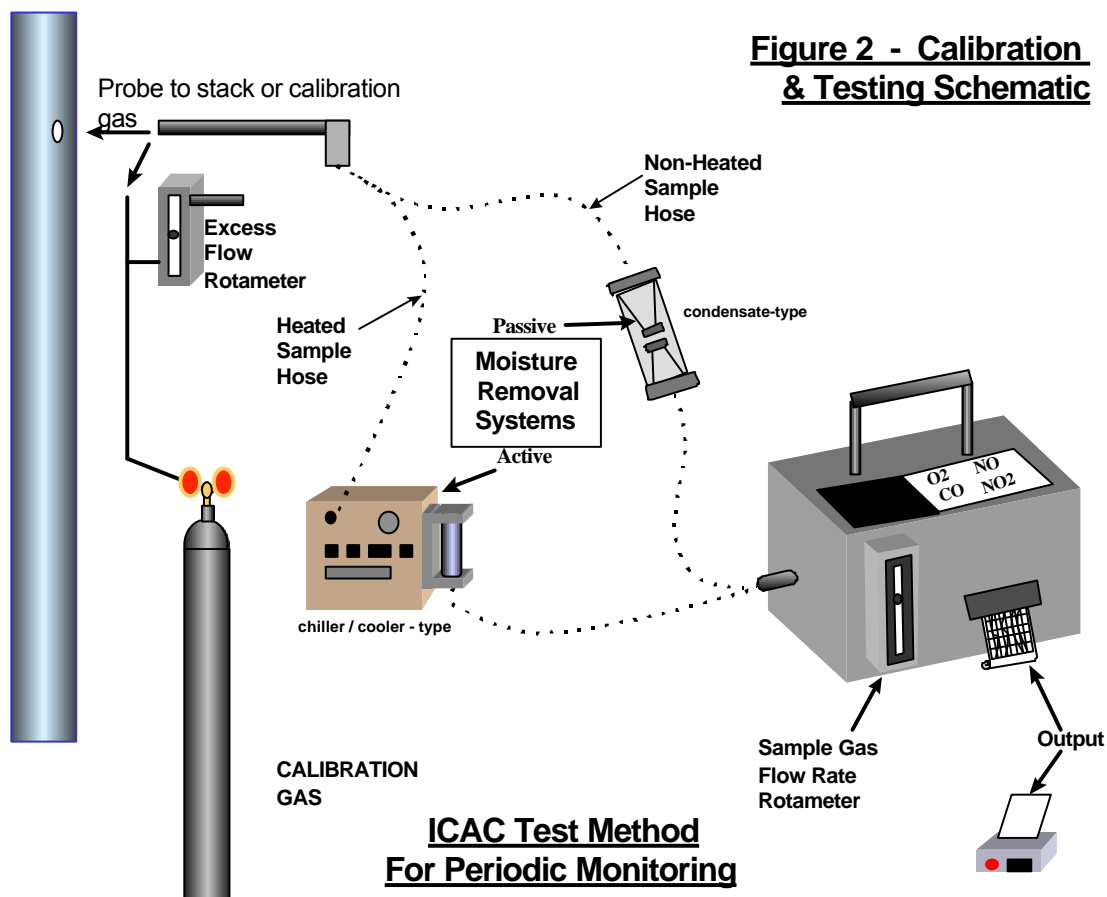 Figure 2 - Calibration
& Testing Schematic
Probe to stack or calibration
gas
Non-Heated
Sample
Hose
Excess
Flow
Rotameter
Heated
Sample
Hose
Passive
condensate-type
Moisture
Removal
Systems
Active
O2 NO
CO NO2
chiller / cooler - type
Sample Gas
Flow Rate
Rotameter
Output
CALIBRATION
GAS
ICAC Test Method
For Periodic Monitoring